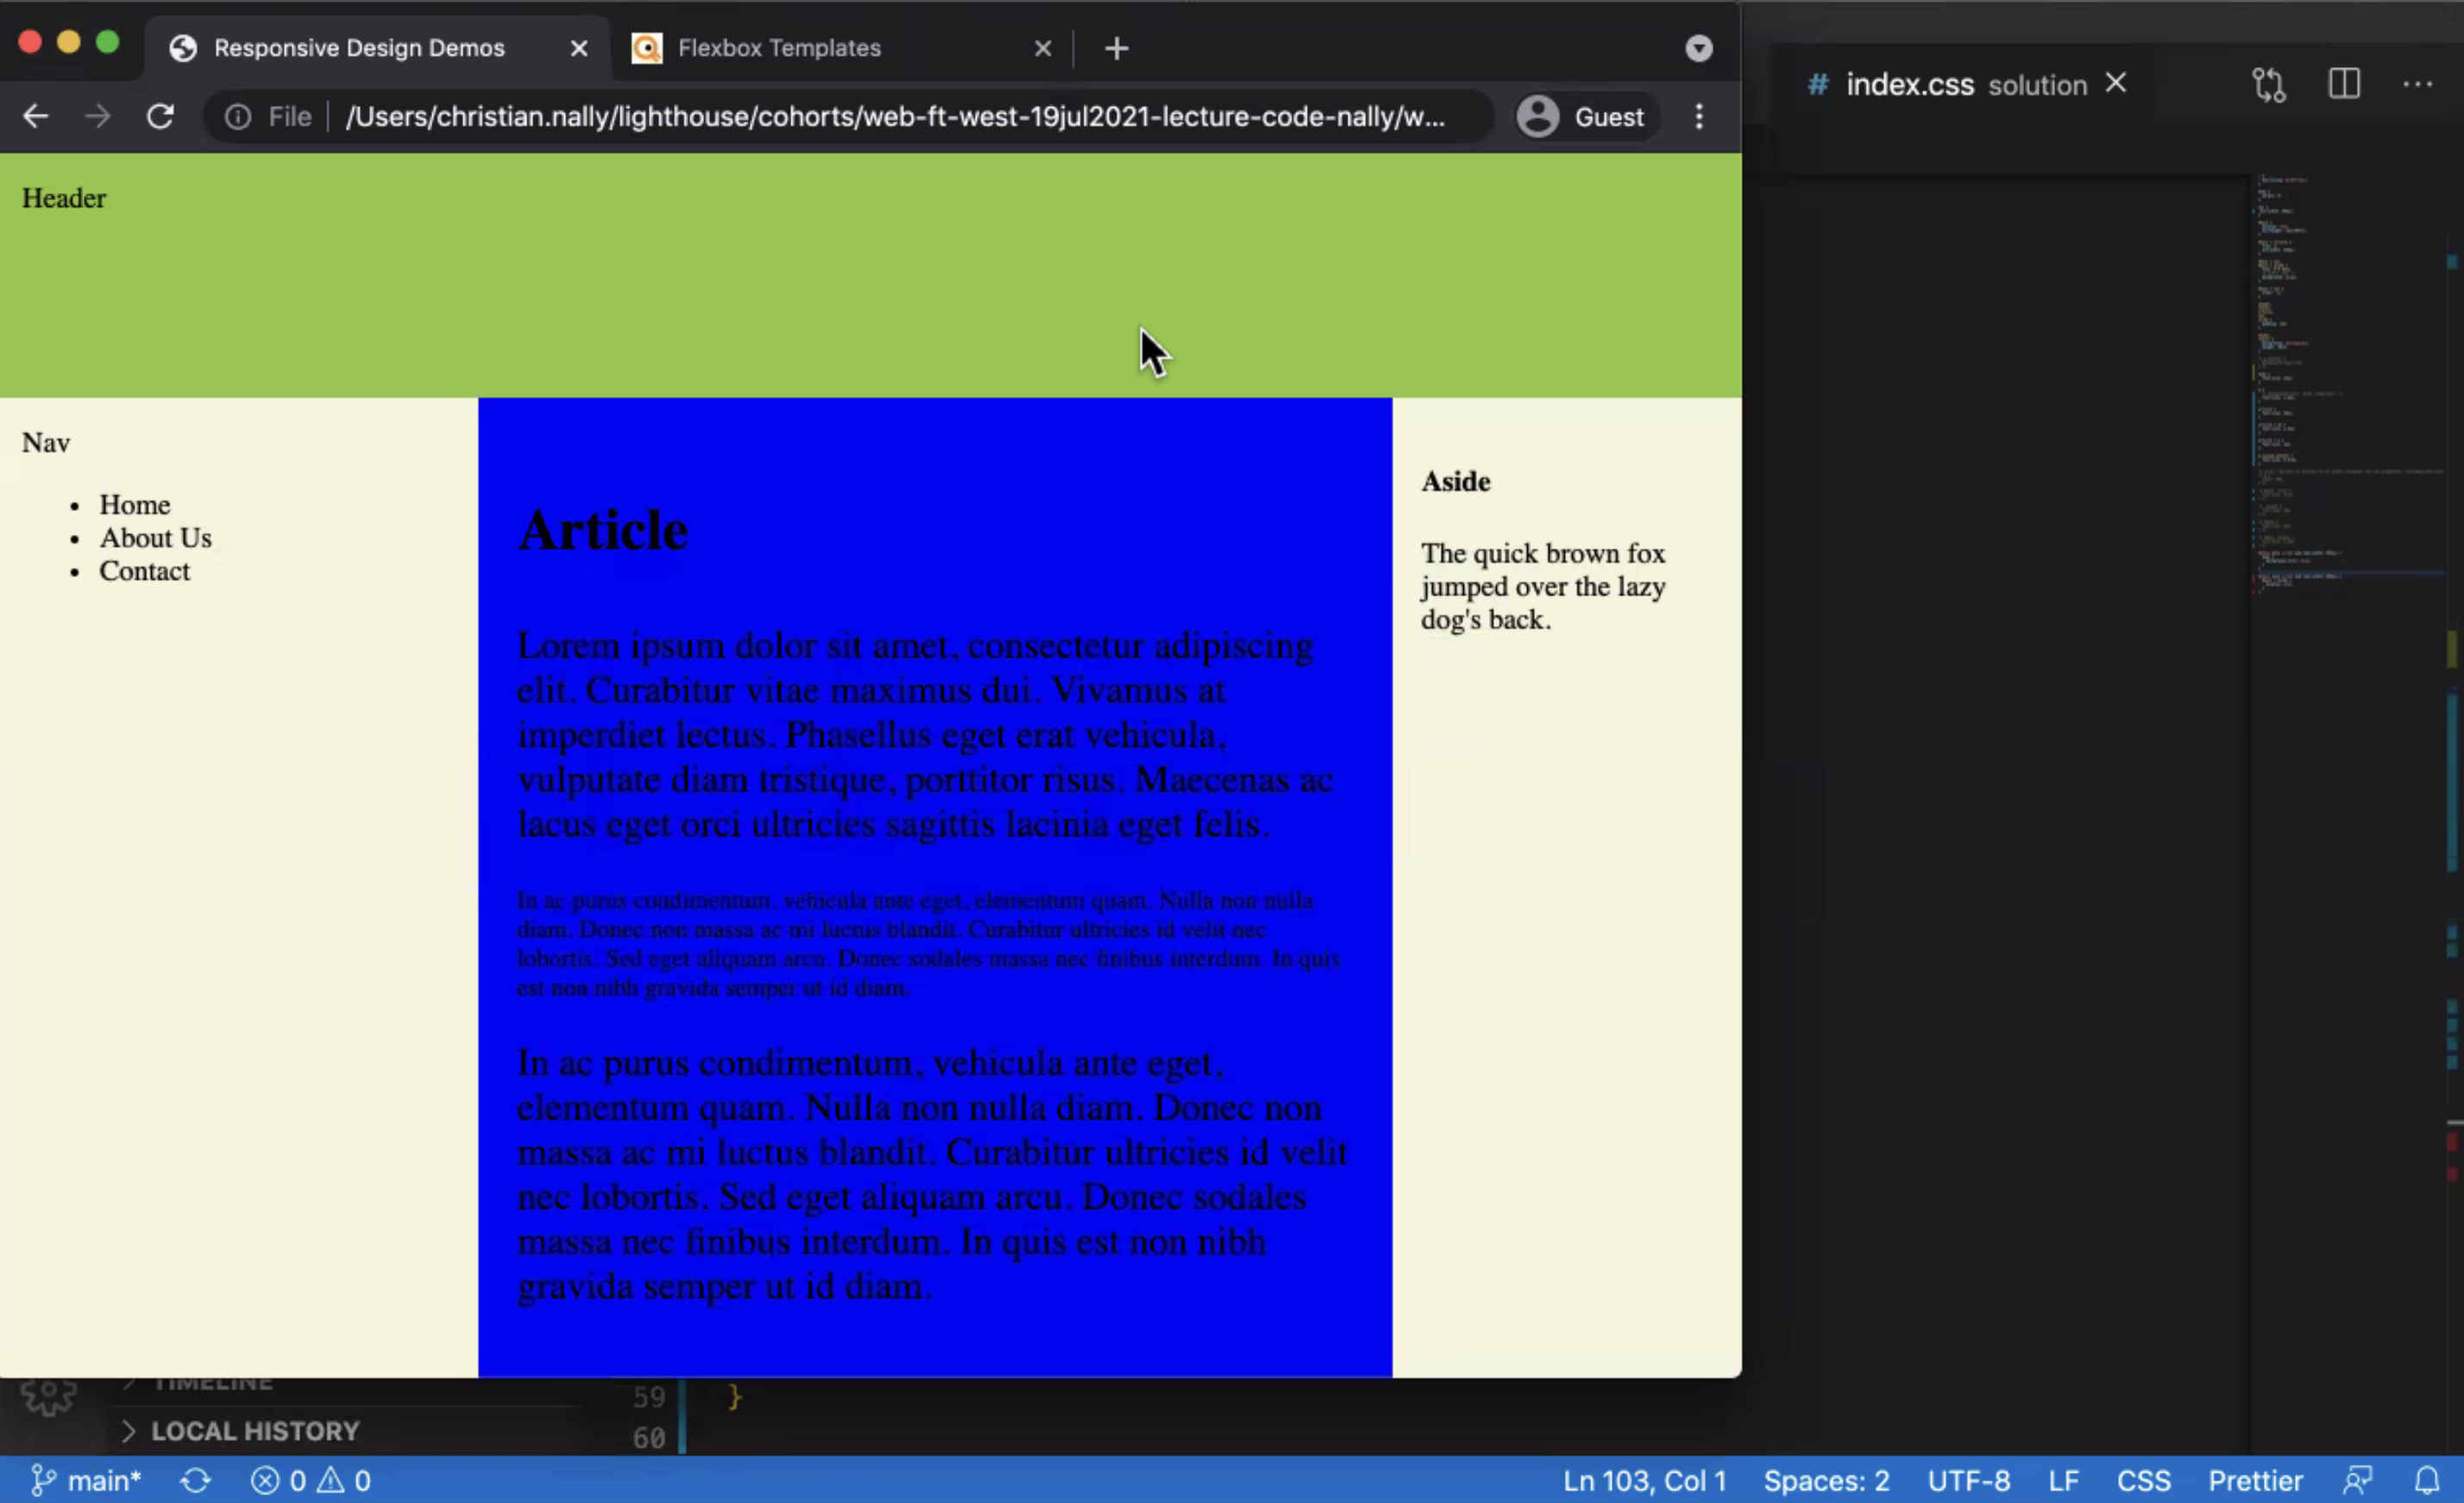 Responsive Design Demos
Flexbox Templates
# index.css solution
File /Users/christian.nally/lighthouse/cohorts/web-ft-west-19jul2021-lecture-code-nally/w...
Guest
Header
Nav
• Home
• About Us
• Contact
Article
Lorem ipsum dolor sit amet, consectetur adipiscing
elit. Curabitur vitae maximus dui. Vivamus at
imperdiet lectus. Phasellus eget erat vehicula,
vulputate diam tristique, porttitor risus. Maecenas ac
lacus eget orci ultricies sagittis lacinia eget felis.
In ac purus condimentum, vehicula ante eget, elementum quam. Nulla non nulla
diam. Donec non massa ac mi luctus blandit. Curabitur ultricies id velit nec
lobortis. Sed eget aliquam arcu. Donec sodales massa nec finibus interdum. In quis
est non nibh gravida semper ut id diam.
In ac purus condimentum, vehicula ante eget,
elementum quam. Nulla non nulla diam. Donec non
massa ac mi luctus blandit. Curabitur ultricies id velit
nec lobortis. Sed eget aliquam arcu. Donec sodales
massa nec finibus interdum. In quis est non nibh
gravida semper ut id diam.
Aside
The quick brown fox
jumped over the lazy
dog's back.
TIMELINE
LOCAL HISTORY
59 }
60
main* 0 0
Ln 103, Col 1 Spaces: 2 UTF-8 LF CSS Prettier